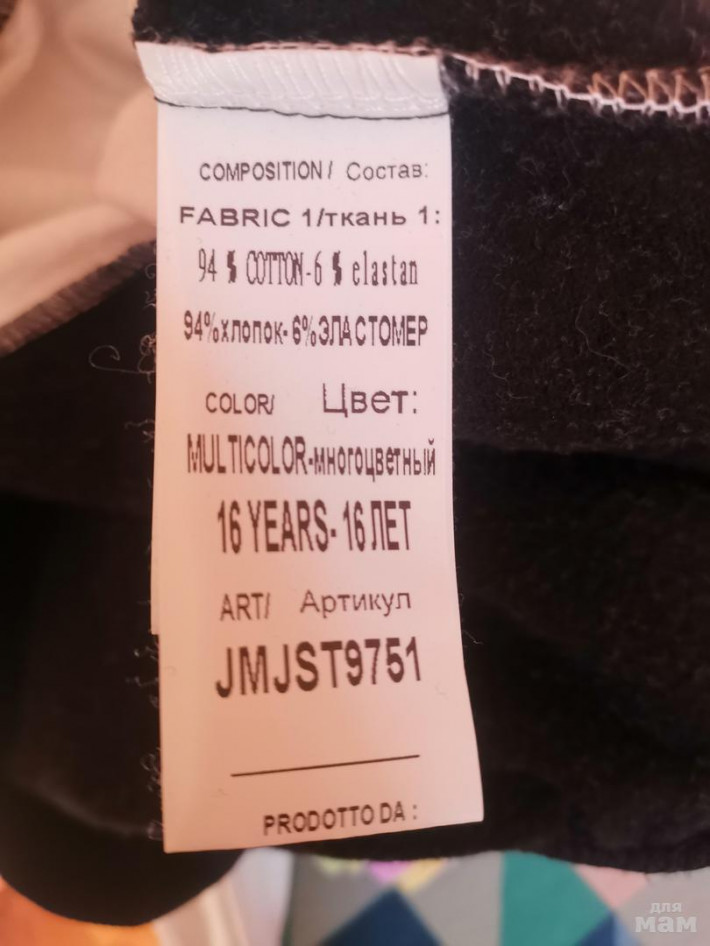 COMPOSITION/ Состав:
FABRIC 1/ткань 1:
94 % COTTON-6 % elastan
94%хлопок- 6%ЭЛАСТОМЕР
COLOR/ Цвет:
MULTICOLOR-многоцветный
16 YEARS- 16 ЛЕТ
ART/ Артикул
JMJST9751
PRODOTTO DA :
для
мам